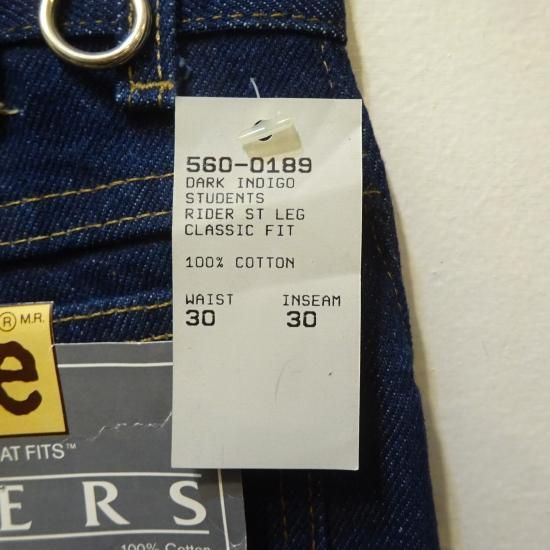 560-0189
DARK INDIGO
STUDENTS
RIDER ST LEG
CLASSIC FIT
100% COTTON
WAIST INSEAM
30 30
® M.R.
e
AT FITS™
ERS
100% Cotton